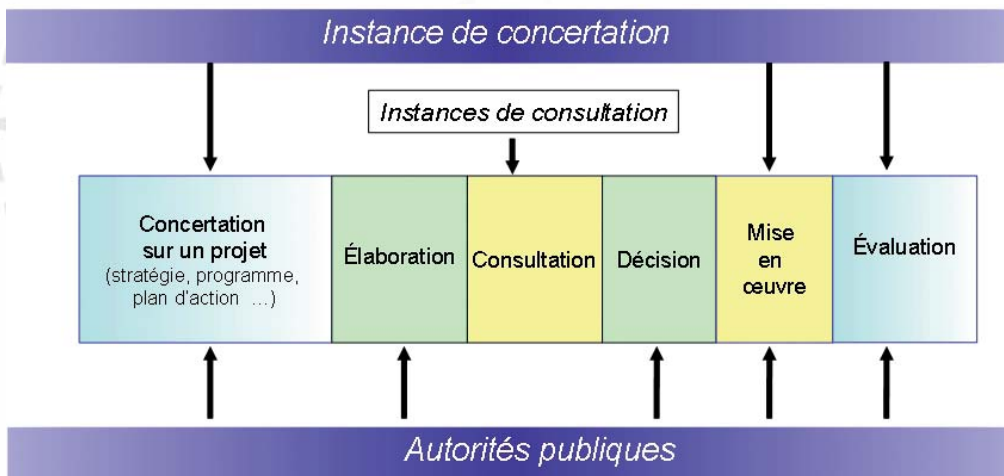 Instance de concertation
Instances de consultation
Concertation
sur un projet
(stratégie, programme,
plan d'action ...)
Élaboration
Consultation
Décision
Mise
en
œuvre
Évaluation
Autorités publiques